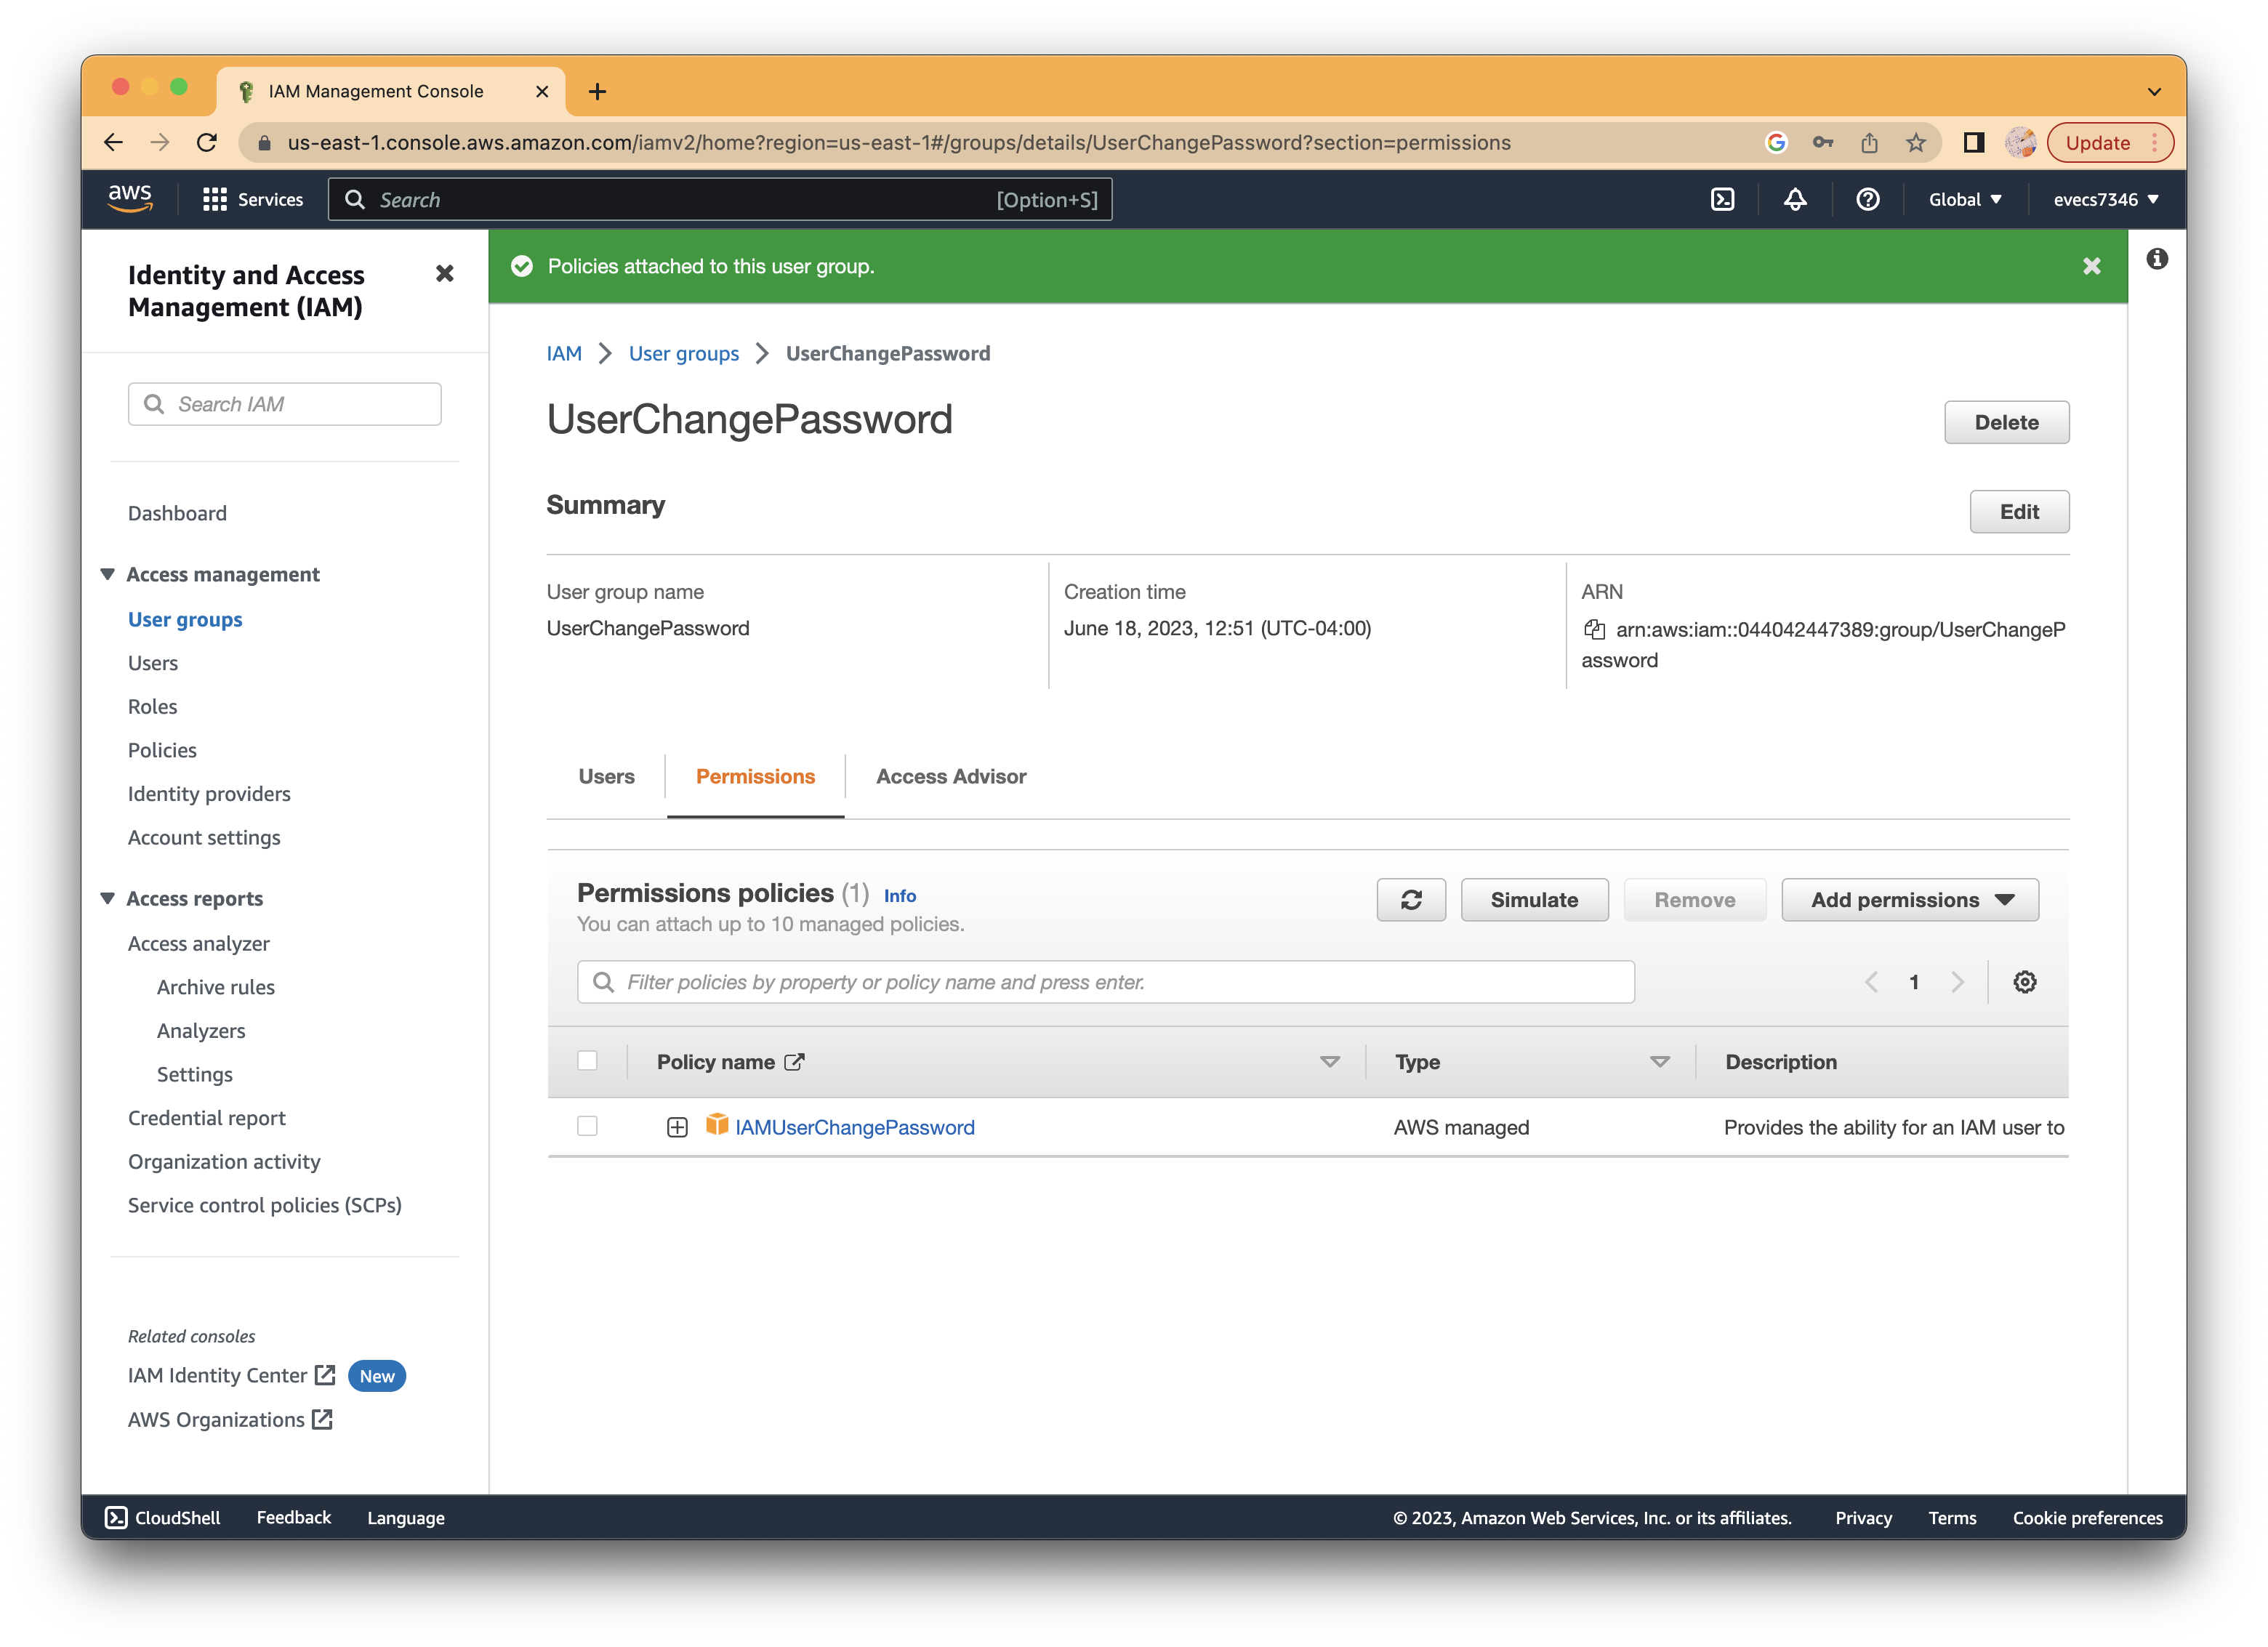 IAM Management Console
us-east-1.console.aws.amazon.com/iamv2/home?region=us-east-1#/groups/details/UserChangePassword?section=permissions
Update
aws
Services
Search
[Option+S]
Global
evecs7346
Identity and Access
Management (IAM)
Search IAM
Dashboard
Access management
User groups
Users
Roles
Policies
Identity providers
Account settings
Access reports
Access analyzer
Archive rules
Analyzers
Settings
Credential report
Organization activity
Service control policies (SCPs)
Related consoles
IAM Identity Center
New
AWS Organizations
Policies attached to this user group.
IAM > User groups > UserChangePassword
UserChangePassword
Delete
Summary
Edit
User group name
UserChangePassword
Creation time
June 18, 2023, 12:51 (UTC-04:00)
ARN
arn:aws:iam::044042447389:group/UserChangeP
assword
Users
Permissions
Access Advisor
Permissions policies (1) Info
You can attach up to 10 managed policies.
Simulate
Remove
Add permissions
Filter policies by property or policy name and press enter.
1
Policy name
Type
Description
IAMUserChangePassword
AWS managed
Provides the ability for an IAM user to
CloudShell
Feedback
Language
© 2023, Amazon Web Services, Inc. or its affiliates.
Privacy
Terms
Cookie preferences